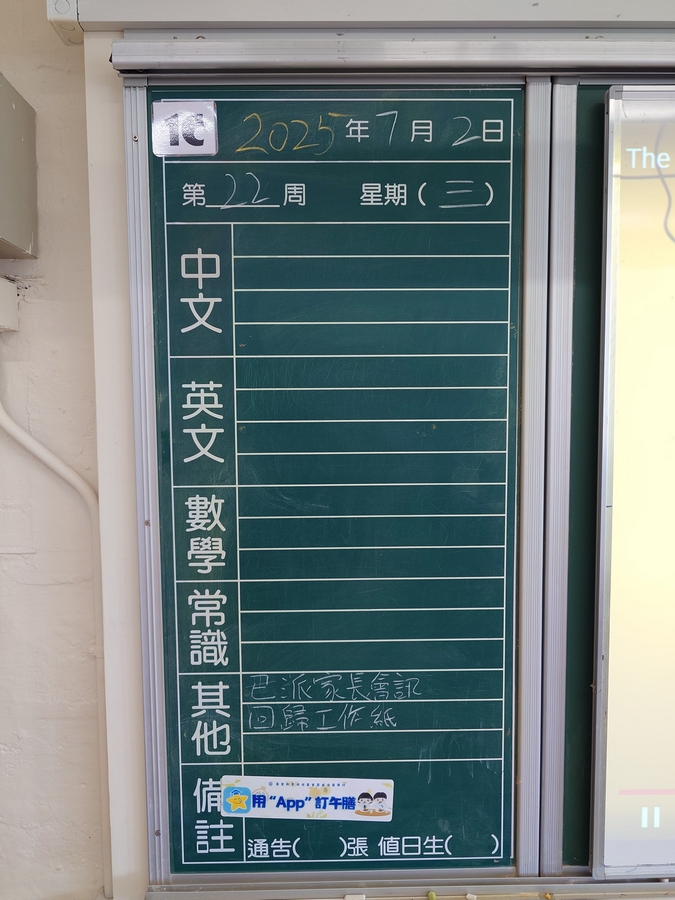 1C 2025年7月2日
第22周 星期(三)
The
中文
英文
數學
常識
其他
已派家長會訊
回歸工作紙
備註
用“App”訂午膳
通告( )張 值日生( )